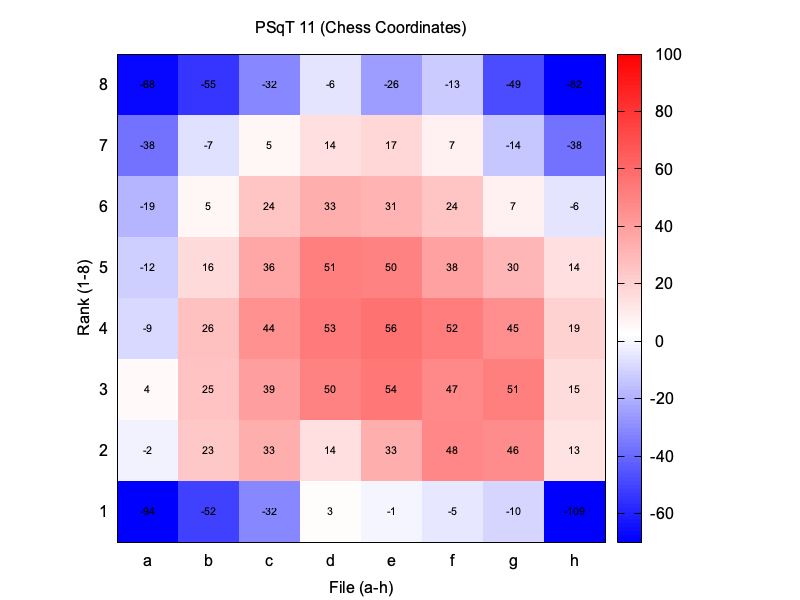 PSqT 11 (Chess Coordinates)
8 -55 -32 -6 -26 -13 -49 -82
7 -38 -7 5 14 17 7 -14 -38
6 -19 5 24 33 31 24 7 -6
5 -12 16 36 51 50 38 30 14
4 -9 26 44 53 56 52 45 19
3 4 25 39 50 54 47 51 15
2 -2 23 33 14 33 48 46 13
1 -52 -32 3 -1 -5 -10 -109
a b c d e f g h
File (a-h)
Rank (1-8)
100
80
60
40
20
0
-20
-40
-60